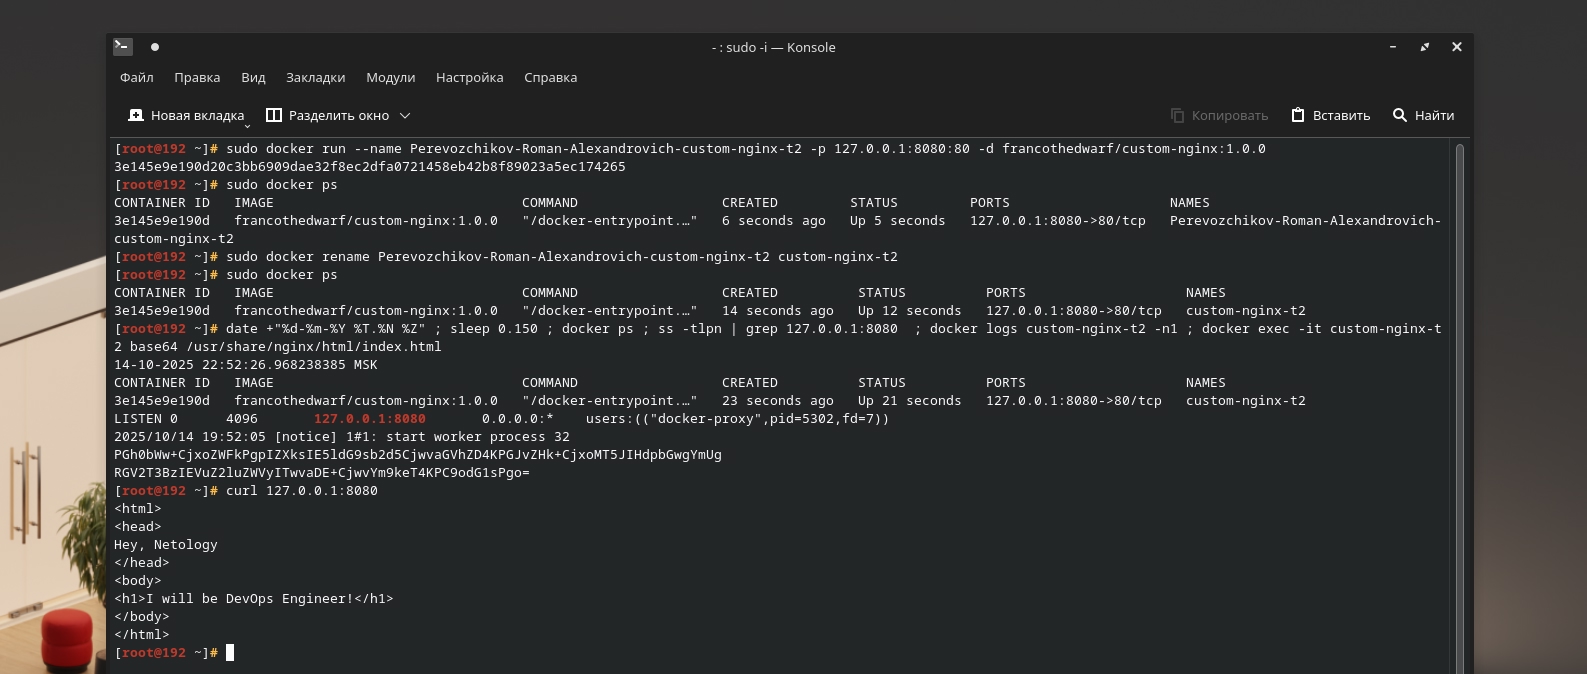 - : sudo -i — Konsole
Файл Правка Вид Закладки Модули Настройка Справка
Новая вкладка Разделить окно Копировать Вставить Найти
[root@192 ~]# sudo docker run --name Perevozchikov-Roman-Alexandrovich-custom-nginx-t2 -p 127.0.0.1:8080:80 -d francothedwarf/custom-nginx:1.0.0
3e145e9e190d20c3bb6909dae32f8ec2dfa0721458eb42b8f89023a5ec174265
[root@192 ~]# sudo docker ps
CONTAINER ID   IMAGE                               COMMAND                  CREATED         STATUS         PORTS                    NAMES
3e145e9e190d   francothedwarf/custom-nginx:1.0.0   "/docker-entrypoint.…"   6 seconds ago   Up 5 seconds   127.0.0.1:8080->80/tcp   Perevozchikov-Roman-Alexandrovich-
custom-nginx-t2
[root@192 ~]# sudo docker rename Perevozchikov-Roman-Alexandrovich-custom-nginx-t2 custom-nginx-t2
[root@192 ~]# sudo docker ps
CONTAINER ID   IMAGE                               COMMAND                  CREATED          STATUS          PORTS                    NAMES
3e145e9e190d   francothedwarf/custom-nginx:1.0.0   "/docker-entrypoint.…"   14 seconds ago   Up 12 seconds   127.0.0.1:8080->80/tcp   custom-nginx-t2
[root@192 ~]# date +"%d-%m-%Y %T.%N %Z" ; sleep 0.150 ; docker ps ; ss -tlpn | grep 127.0.0.1:8080  ; docker logs custom-nginx-t2 -n1 ; docker exec -it custom-nginx-t
2 base64 /usr/share/nginx/html/index.html
14-10-2025 22:52:26.968238385 MSK
CONTAINER ID   IMAGE                               COMMAND                  CREATED          STATUS          PORTS                    NAMES
3e145e9e190d   francothedwarf/custom-nginx:1.0.0   "/docker-entrypoint.…"   23 seconds ago   Up 21 seconds   127.0.0.1:8080->80/tcp   custom-nginx-t2
LISTEN 0      4096       127.0.0.1:8080       0.0.0.0:*    users:(("docker-proxy",pid=5302,fd=7))
2025/10/14 19:52:05 [notice] 1#1: start worker process 32
PGh0bWw+CjxoZWFkPgpIZXksIE5ldG9sb2d5CjwvaGVhZD4KPGJvZHk+CjxoMT5JIHdpbGwgYmUg
RGV2T3BzIEVuZ2luZWVyITwvaDE+CjwvYm9keT4KPC9odG1sPgo=
[root@192 ~]# curl 127.0.0.1:8080
<html>
<head>
Hey, Netology
</head>
<body>
<h1>I will be DevOps Engineer!</h1>
</body>
</html>
[root@192 ~]#